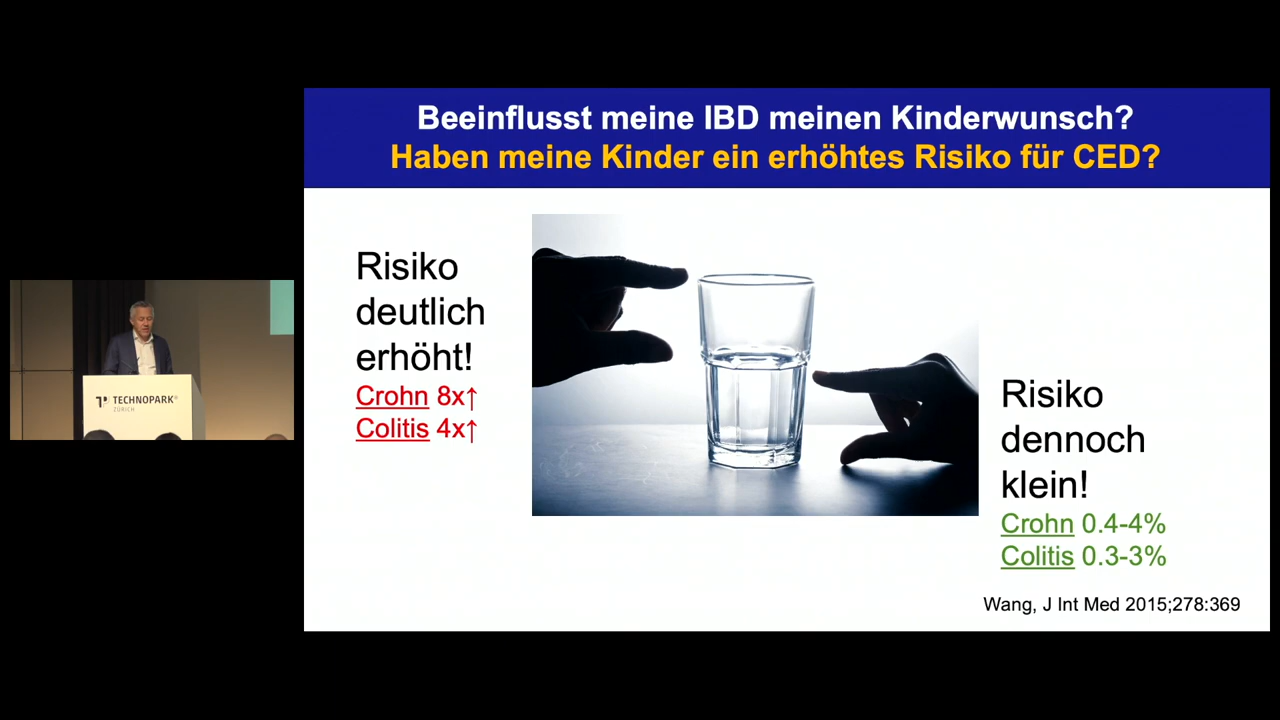 Beeinflusst meine IBD meinen Kinderwunsch?
Haben meine Kinder ein erhöhtes Risiko für CED?
Risiko
deutlich
erhöht!
Crohn 8x↑
Colitis 4x↑
Risiko
dennoch
klein!
Crohn 0.4-4%
Colitis 0.3-3%
Wang, J Int Med 2015;278:369
TECHNOPARK®
ZÜRICH